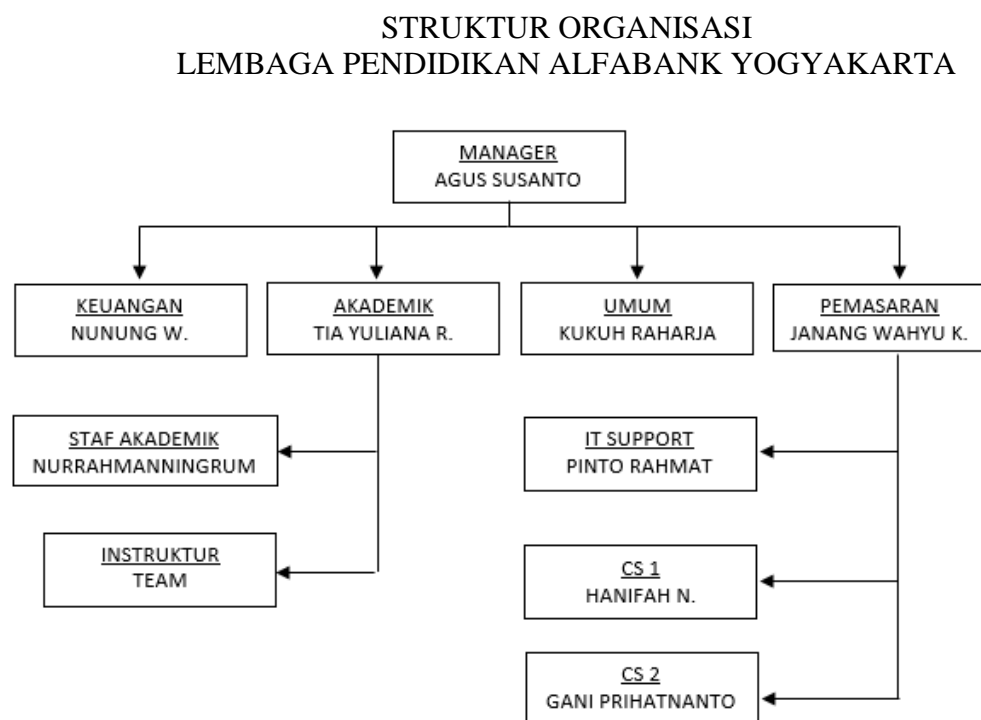 STRUKTUR ORGANISASI
LEMBAGA PENDIDIKAN ALFABANK YOGYAKARTA
MANAGER
AGUS SUSANTO
KEUANGAN
NUNUNG W.
AKADEMIK
TIA YULIANA R.
UMUM
KUKUH RAHARJA
PEMASARAN
JANANG WAHYU K.
STAF AKADEMIK
NURRAHMANNINGRUM
IT SUPPORT
PINTO RAHMAT
INSTRUKTUR
TEAM
CS 1
HANIFAH N.
CS 2
GANI PRIHATNANTO